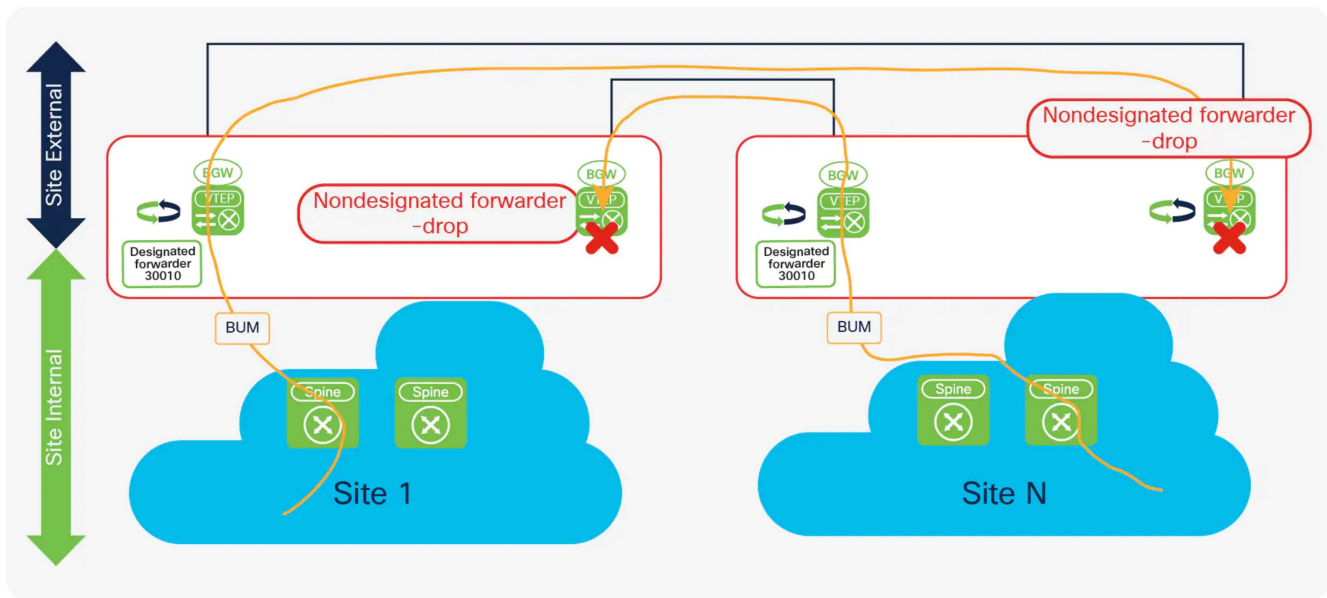 Site External
Site Internal
Nondesignated forwarder
-drop
BGW
VTEP
Designated
forwarder
30010
Nondesignated forwarder
-drop
BGW
VTEP
BGW
VTEP
Designated
forwarder
30010
BGW
VTEP
BUM
BUM
Spine
Spine
Spine
Spine
Site 1
Site N